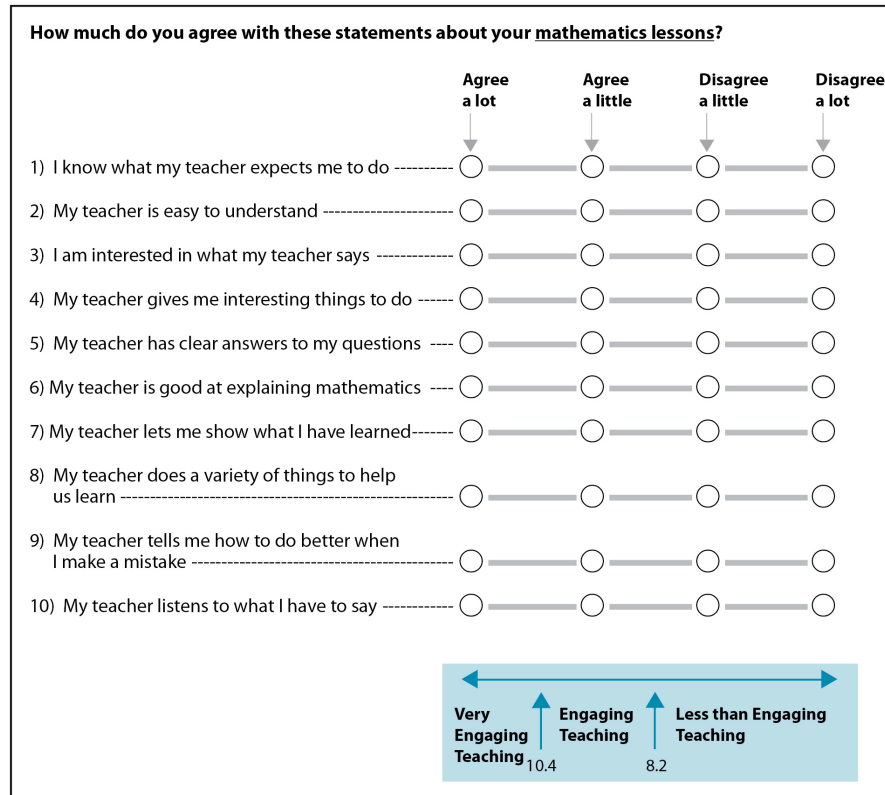 How much do you agree with these statements about your mathematics lessons?
Agree a lot
Agree a little
Disagree a little
Disagree a lot
1) I know what my teacher expects me to do ----------
2) My teacher is easy to understand ----------------------
3) I am interested in what my teacher says -------------
4) My teacher gives me interesting things to do ------
5) My teacher has clear answers to my questions ----
6) My teacher is good at explaining mathematics ----
7) My teacher lets me show what I have learned-------
8) My teacher does a variety of things to help
us learn --------------------------------------------------------
9) My teacher tells me how to do better when
I make a mistake --------------------------------------------
10) My teacher listens to what I have to say ------------
Very Engaging Teaching
10.4
Engaging Teaching
8.2
Less than Engaging Teaching